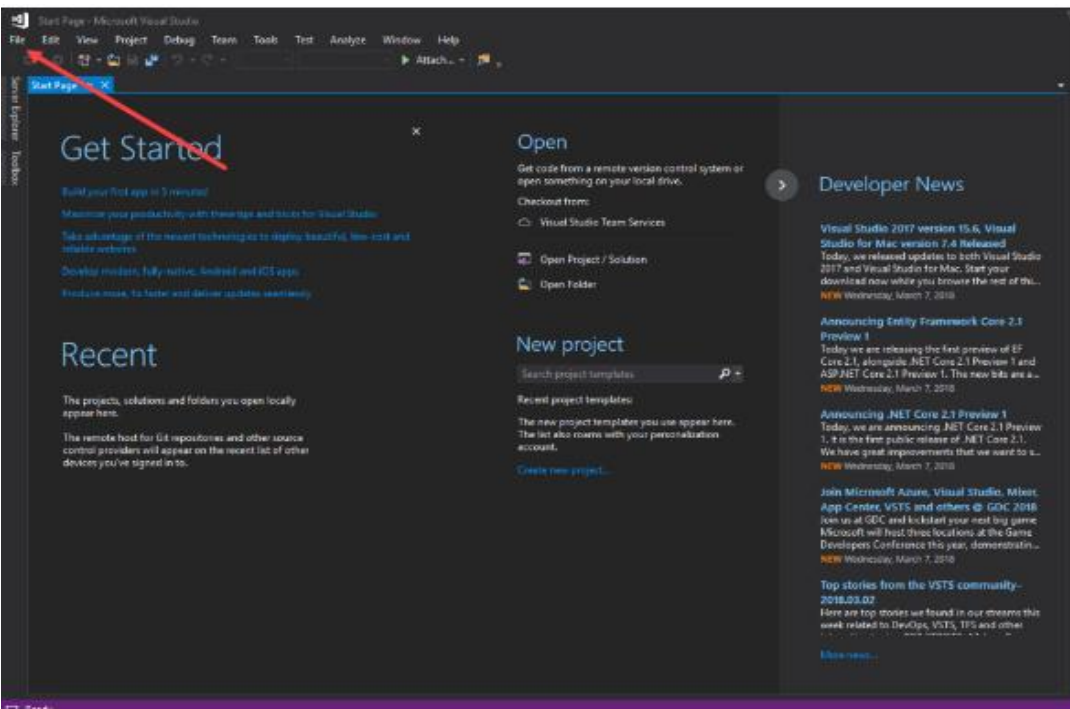 Start Page - Microsoft Visual Studio
File Edit View Project Debug Team Tools Test Analyze Window Help
Attach...
Server Explorer
Toolbox
Start Page
Get Started
Build your first app in 5 minutes!
Maximize your productivity with these tips and tricks for Visual Studio
Take advantage of the newest technologies to deploy beautiful, low-cost and
reliable websites
Develop modern, fully-native, Android and iOS apps
Produce more, fix faster and deliver updates seamlessly
Recent
The projects, solutions and folders you open locally
appear here.
The remote host for Git repositories and other source
control providers will appear on the recent list of other
devices you've signed in to.
Open
Get code from a remote version control system or
open something on your local drive.
Checkout from:
Visual Studio Team Services
Open Project / Solution
Open Folder
New project
Search project templates
Recent project templates:
The new project templates you use appear here.
The list also roams with your personalization
account.
Create new project...
Developer News
Visual Studio 2017 version 15.6, Visual
Studio for Mac version 7.4 Released
Today, we released updates to both Visual Studio
2017 and Visual Studio for Mac. Start your
download now while you browse the rest of thi...
NEW Wednesday, March 7, 2018
Announcing Entity Framework Core 2.1
Preview 1
Today we are releasing the first preview of EF
Core 2.1, alongside .NET Core 2.1 Preview 1 and
ASP.NET Core 2.1 Preview 1. The new bits are a...
NEW Wednesday, March 7, 2018
Announcing .NET Core 2.1 Preview 1
Today, we are announcing .NET Core 2.1 Preview
1. It is the first public release of .NET Core 2.1.
We have great improvements that we want to s...
NEW Wednesday, March 7, 2018
Join Microsoft Azure, Visual Studio, Mixer,
App Center, VSTS and others @ GDC 2018
Join us at GDC and kickstart your next big game
Microsoft will host three locations at the Game
Developers Conference this year, demonstratin...
NEW Wednesday, March 7, 2018
Top stories from the VSTS community–
2018.03.02
Here are top stories we found in our streams this
week related to DevOps, VSTS, TFS and other
More news...
Ready